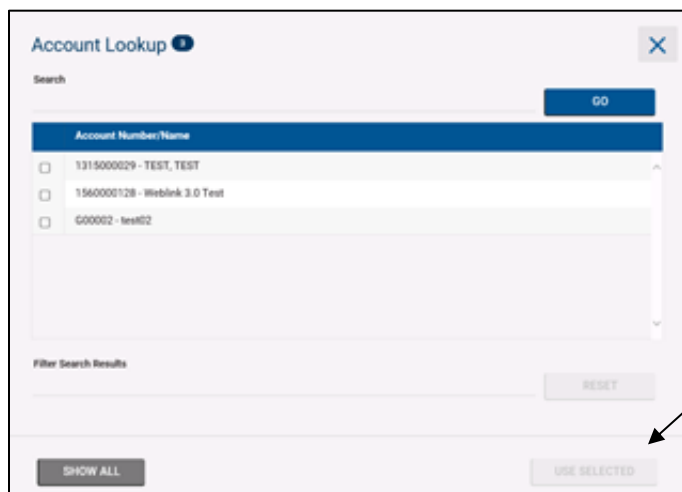 Account Lookup 3
Search
GO
Account Number/Name
1315000029 - TEST, TEST
1560000128 - Weblink 3.0 Test
G00002 - test02
Filter Search Results
RESET
SHOW ALL
USE SELECTED